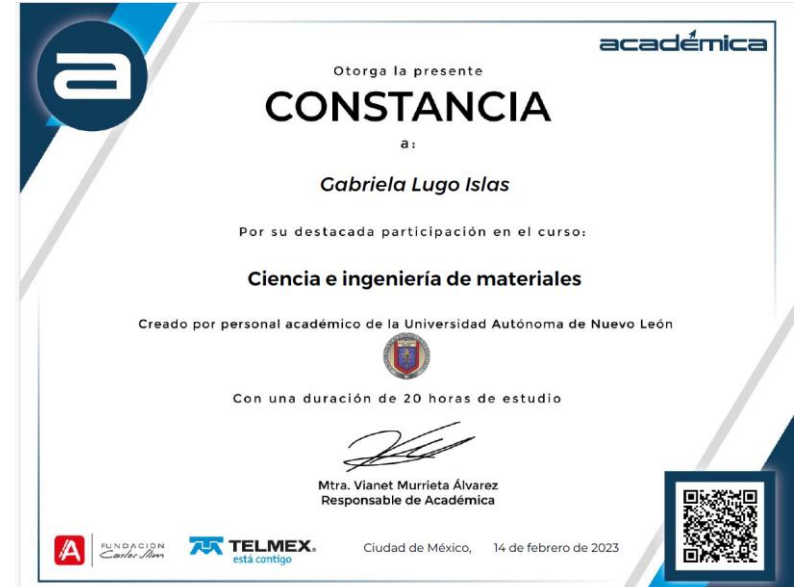 a
académica
Otorga la presente
CONSTANCIA
a:
Gabriela Lugo Islas
Por su destacada participación en el curso:
Ciencia e ingeniería de materiales
Creado por personal académico de la Universidad Autónoma de Nuevo León
Con una duración de 20 horas de estudio
Mtra. Vianet Murrieta Álvarez
Responsable de Académica
A FUNDACIÓN
Carlos Slim
TELMEX®
está contigo
Ciudad de México, 14 de febrero de 2023